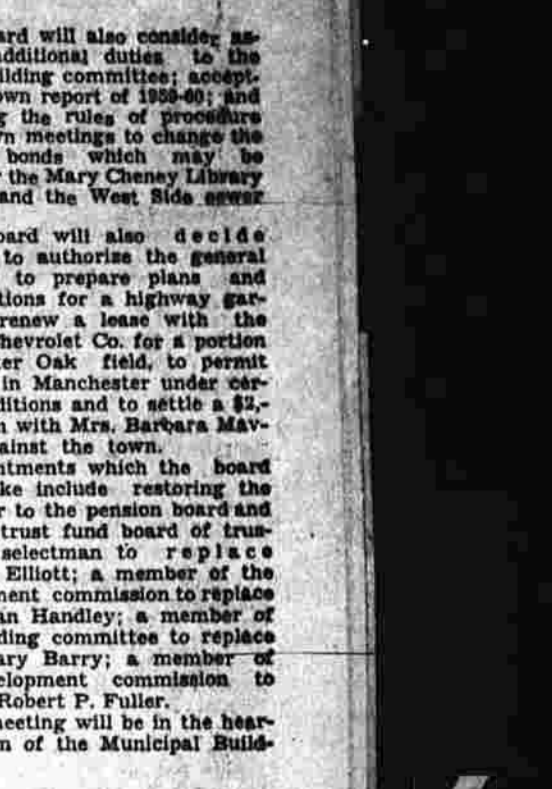 ard will also consider as-
additional duties to the
ilding committee; accept-
own report of 1959-60; and
g the rules of procedure
n meetings to change the
bonds which may be
the Mary Cheney Library
and the West Side sewer
oard will also decide
to authorize the general
to prepare plans and
tions for a highway gar-
renew a lease with the
hevrolet Co. for a portion
er Oak field, to permit
in Manchester under cer-
ditions and to settle a $2,-
n with Mrs. Barbara Mav-
ainst the town.
ntments which the board
ke include restoring the
r to the pension board and
trust fund board of trus-
selectman to replace
Elliott; a member of the
ment commission to replace
an Handley; a member of
ding committee to replace
ary Barry; a member of
elopment commission to
Robert P. Fuller.
meeting will be in the hear-
n of the Municipal Build-